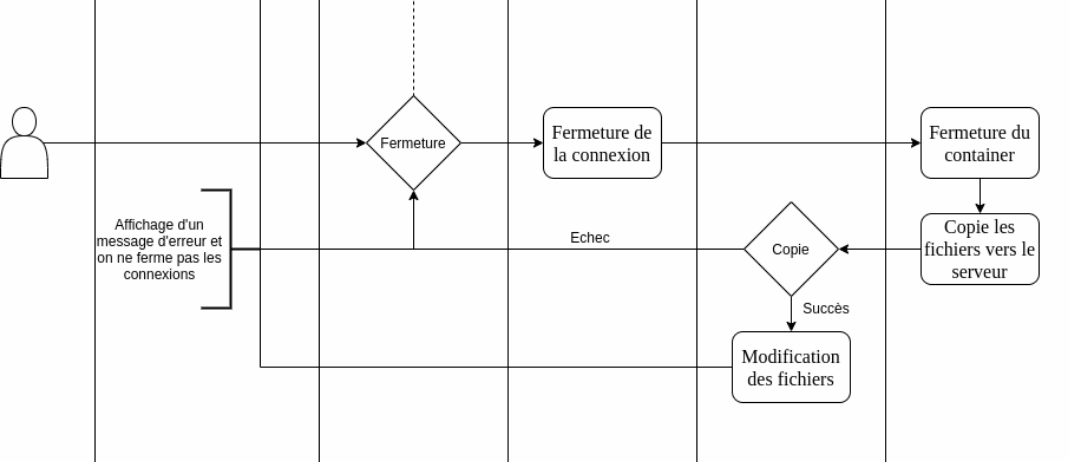 Fermeture
Fermeture de
la connexion
Fermeture du
container
Affichage d'un
message d'erreur et
on ne ferme pas les
connexions
Echec
Copie
Copie les
fichiers vers le
serveur
Succès
Modification
des fichiers